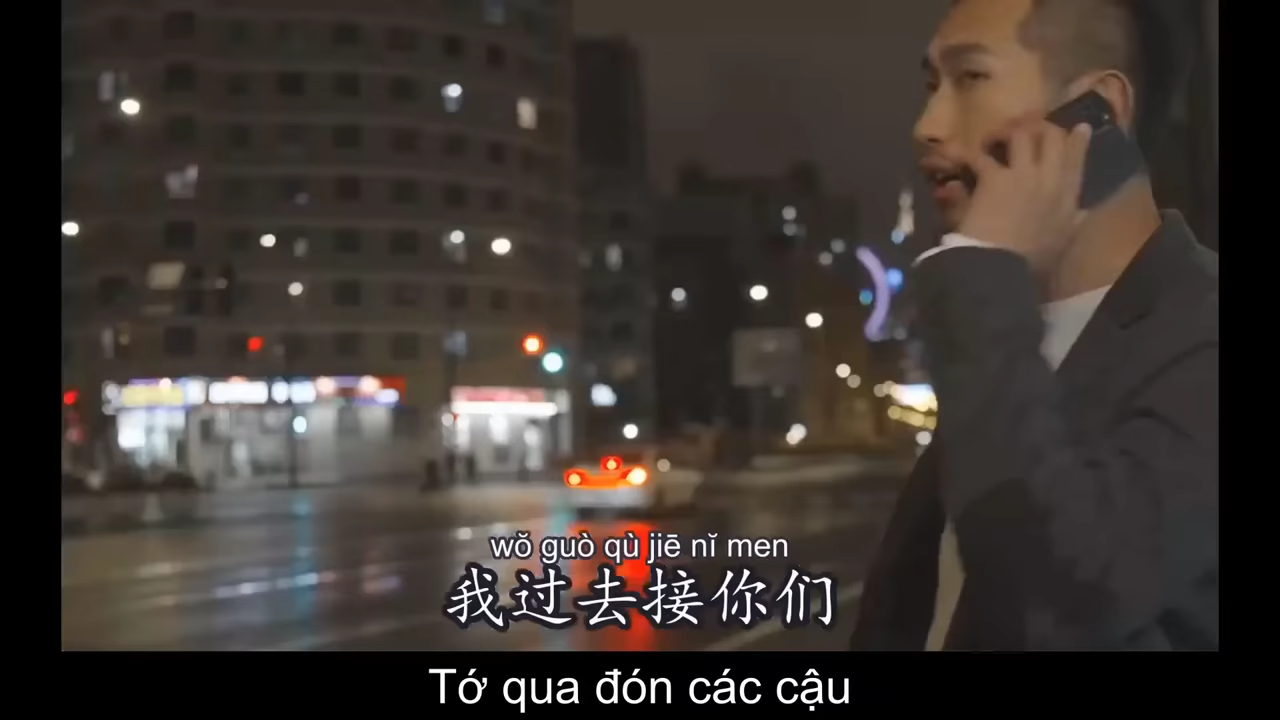 wǒ guò qù jiē nǐ men
我过去接你们
Tớ qua đón các cậu